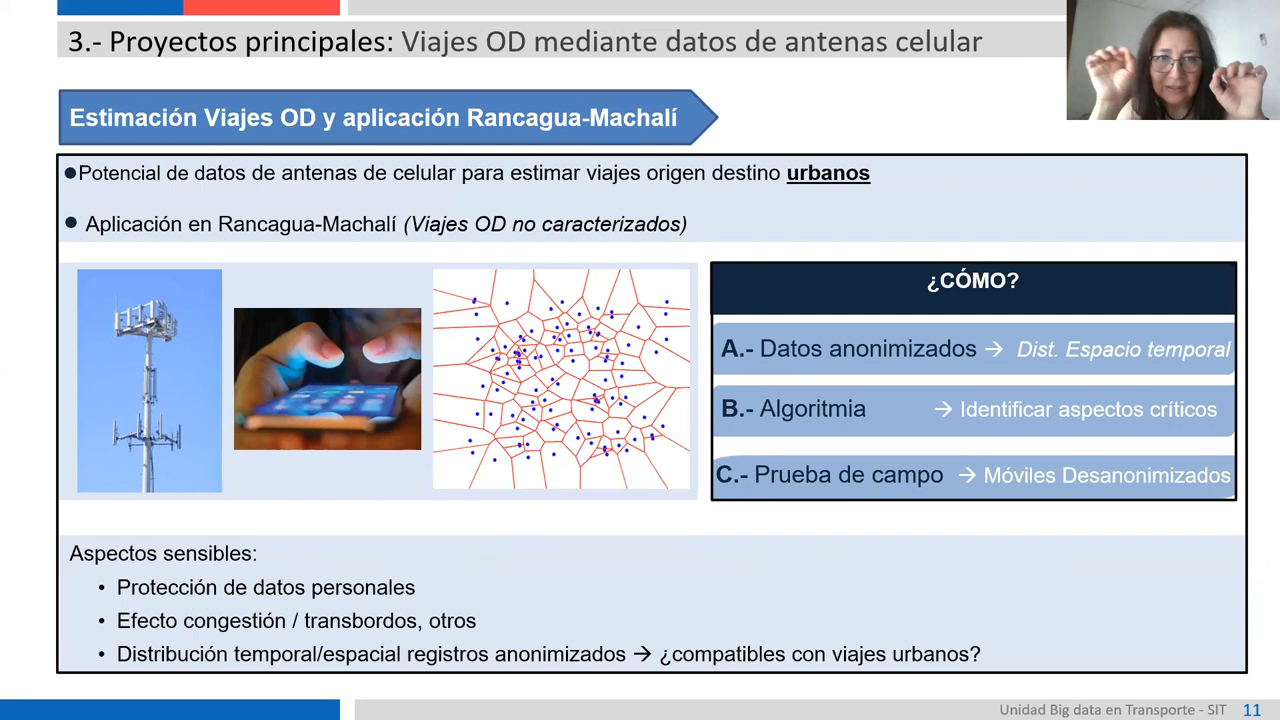 3.- Proyectos principales: Viajes OD mediante datos de antenas celular
Estimación Viajes OD y aplicación Rancagua-Machalí
●Potencial de datos de antenas de celular para estimar viajes origen destino urbanos
● Aplicación en Rancagua-Machalí (Viajes OD no caracterizados)
¿CÓMO?
A.- Datos anonimizados → Dist. Espacio temporal
B.- Algoritmia → Identificar aspectos críticos
C.- Prueba de campo → Móviles Desanonimizados
Aspectos sensibles:
• Protección de datos personales
• Efecto congestión / transbordos, otros
• Distribución temporal/espacial registros anonimizados → ¿compatibles con viajes urbanos?
Unidad Big data en Transporte - SIT 11